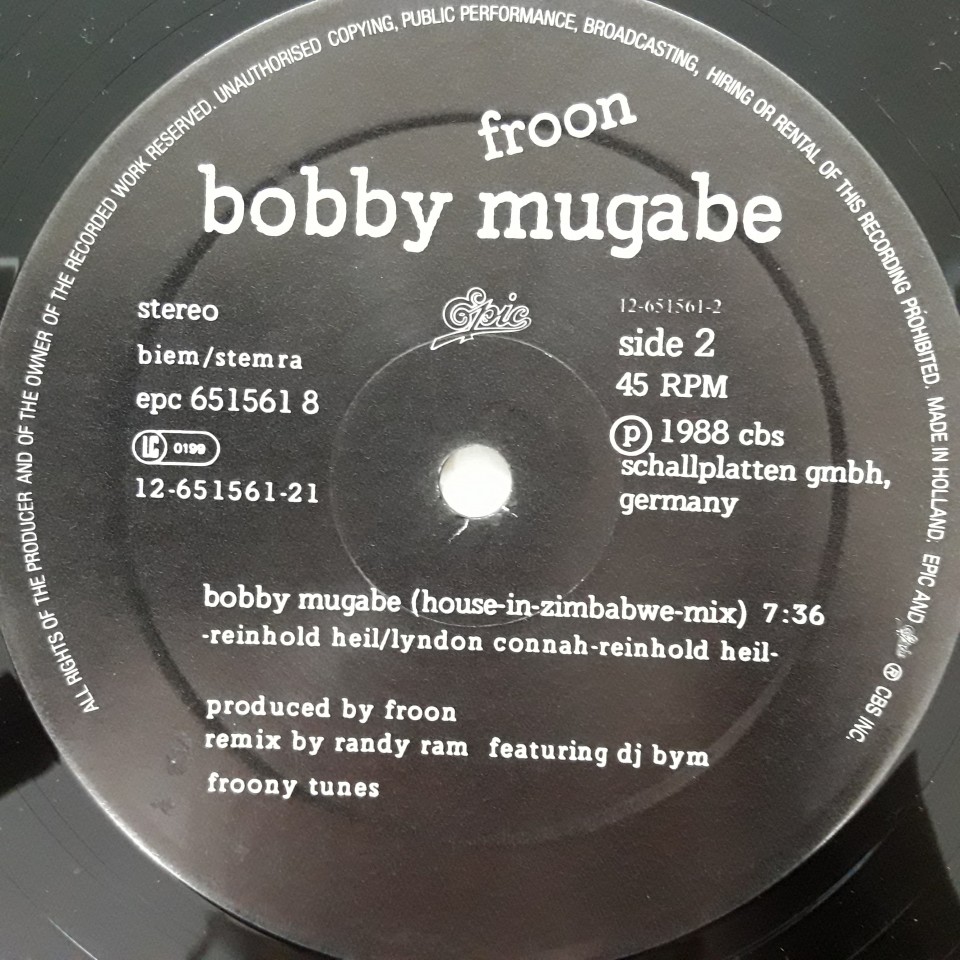 ALL RIGHTS OF THE PRODUCER AND OF THE OWNER OF THE RECORDED WORK RESERVED. UNAUTHORISED COPYING, PUBLIC PERFORMANCE, BROADCASTING, HIRING OR RENTAL OF THIS RECORDING PROHIBITED. MADE IN HOLLAND. EPIC AND Epic ® CBS INC.
froon
bobby mugabe
stereo
biem/stemra
epc 651561 8
LC 0199
12-651561-21
Epic
12-651561-2
side 2
45 RPM
℗ 1988 cbs
schallplatten gmbh,
germany
bobby mugabe (house-in-zimbabwe-mix) 7:36
-reinhold heil/lyndon connah-reinhold heil-
produced by froon
remix by randy ram featuring dj bym
froony tunes